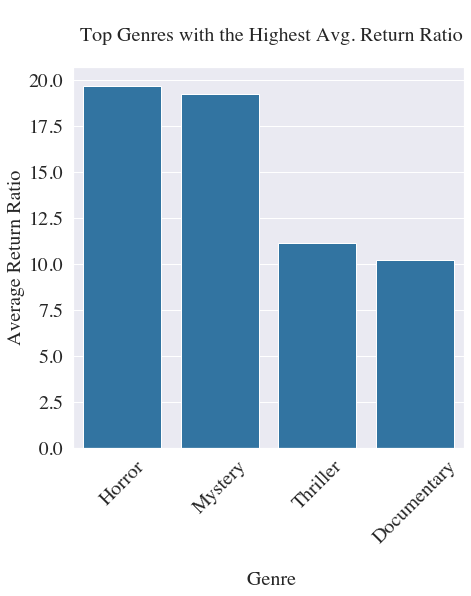 Top Genres with the Highest Avg. Return Ratio
Average Return Ratio
20.0
17.5
15.0
12.5
10.0
7.5
5.0
2.5
0.0
Horror
Mystery
Thriller
Documentary
Genre